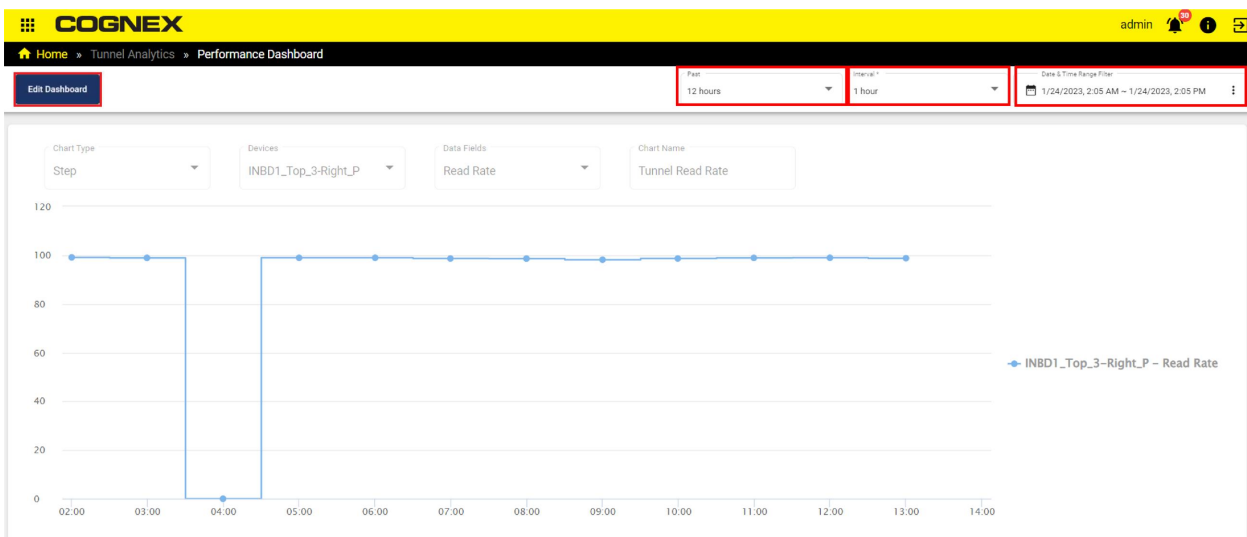 COGNEX
admin
30
Home » Tunnel Analytics » Performance Dashboard
Edit Dashboard
Past
12 hours
Interval *
1 hour
Date & Time Range Filter
1/24/2023, 2:05 AM ~ 1/24/2023, 2:05 PM
Chart Type
Step
Devices
INBD1_Top_3-Right_P
Data Fields
Read Rate
Chart Name
Tunnel Read Rate
120
100
80
60
40
20
0
02:00 03:00 04:00 05:00 06:00 07:00 08:00 09:00 10:00 11:00 12:00 13:00 14:00
INBD1_Top_3-Right_P - Read Rate